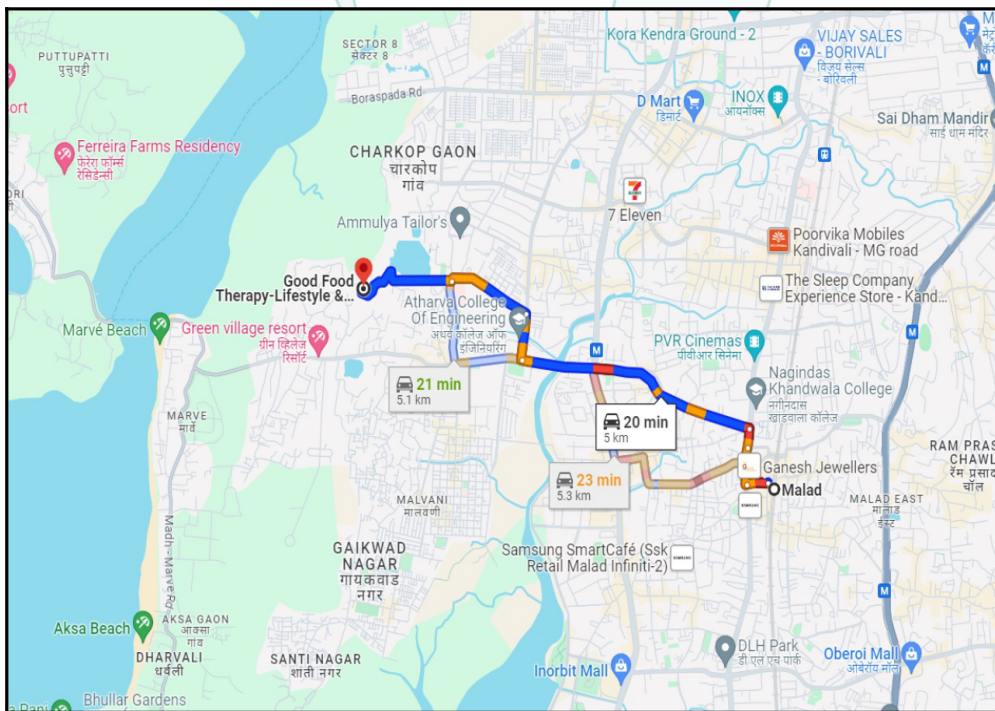 Kora Kendra Ground - 2
VIJAY SALES
- BORIVALI
विजय सेल्स
- बोरिवली
SECTOR 8
सेक्टर 8
PUTTUPATTI
पुत्तुपट्टी
ort
Boraspada Rd
D Mart
डिमार्ट
INOX
आयनॉक्स
Sai Dham Mandir
साई धाम मंदिर
Ferreira Farms
Residency
फेरेरा फॉर्म्स
रेसिडेन्सी
CHARKOP GAON
चारकोप
गांव
ORI
7 Eleven
Ammulya Tailor's
Poorvika Mobiles
Kandivali - MG road
Good Food
Therapy-Lifestyle &...
The Sleep Company
Experience Store - Kand...
Atharva College
Of Engineering
अथर्व कॉलेज ऑफ
इंजिनियरिंग
Marvé Beach
Green village resort
ग्रीन व्हिलेज
रिसॉर्ट
PVR Cinemas
पीवीआर सिनेमा
21 min
5.1 km
Nagindas
Khandwala College
नगीनदास
खांडवाला कॉलेज
MARVE
मार्वे
20 min
5 km
RAM PRAS
CHAWL
रॅम प्रसाद
चॉल
Ganesh Jewellers
23 min
5.3 km
Malad
MALVANI
मालवणी
MALAD EAST
मालाड
ईस्ट
Madh - Marve Rd
GAIKWAD
NAGAR
गायकवाड
नगर
Samsung SmartCafé (Ssk
Retail Malad Infiniti-2)
SAMSUNG
AKSA GAON
आक्सा
गांव
Aksa Beach
DHARVALI
धर्वली
SANTI NAGAR
शांती नगर
DLH Park
डी एल एच पार्क
Oberoi Mall
ओबेरॉय मॉल
Inorbit Mall
Bhullar Gardens